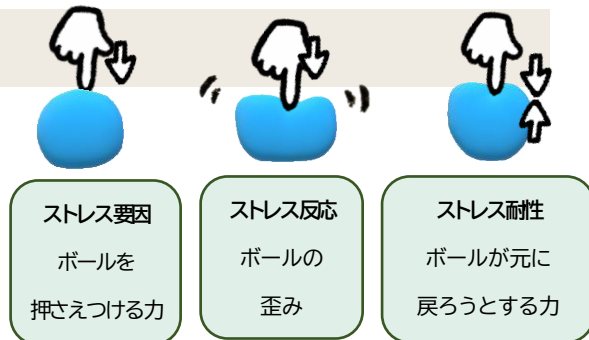 ストレス要因
ボールを
押さえつける力
ストレス反応
ボールの
歪み
ストレス耐性
ボールが元に
戻ろうとする力